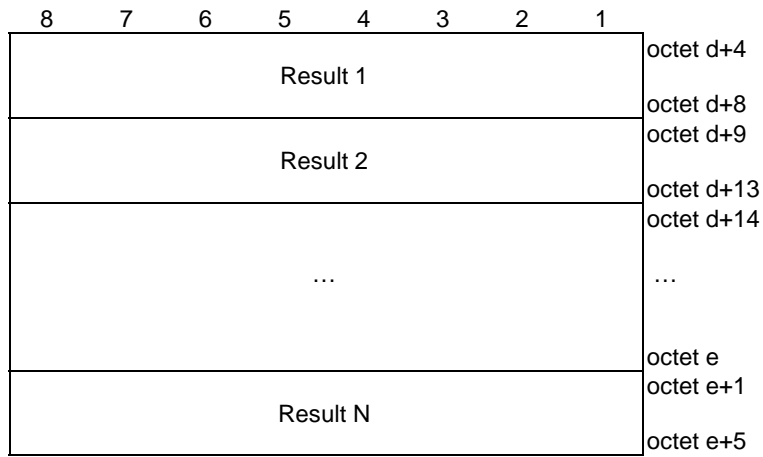 8 7 6 5 4 3 2 1
octet d+4
Result 1
octet d+8
octet d+9
Result 2
octet d+13
octet d+14
… …
octet e
octet e+1
Result N
octet e+5